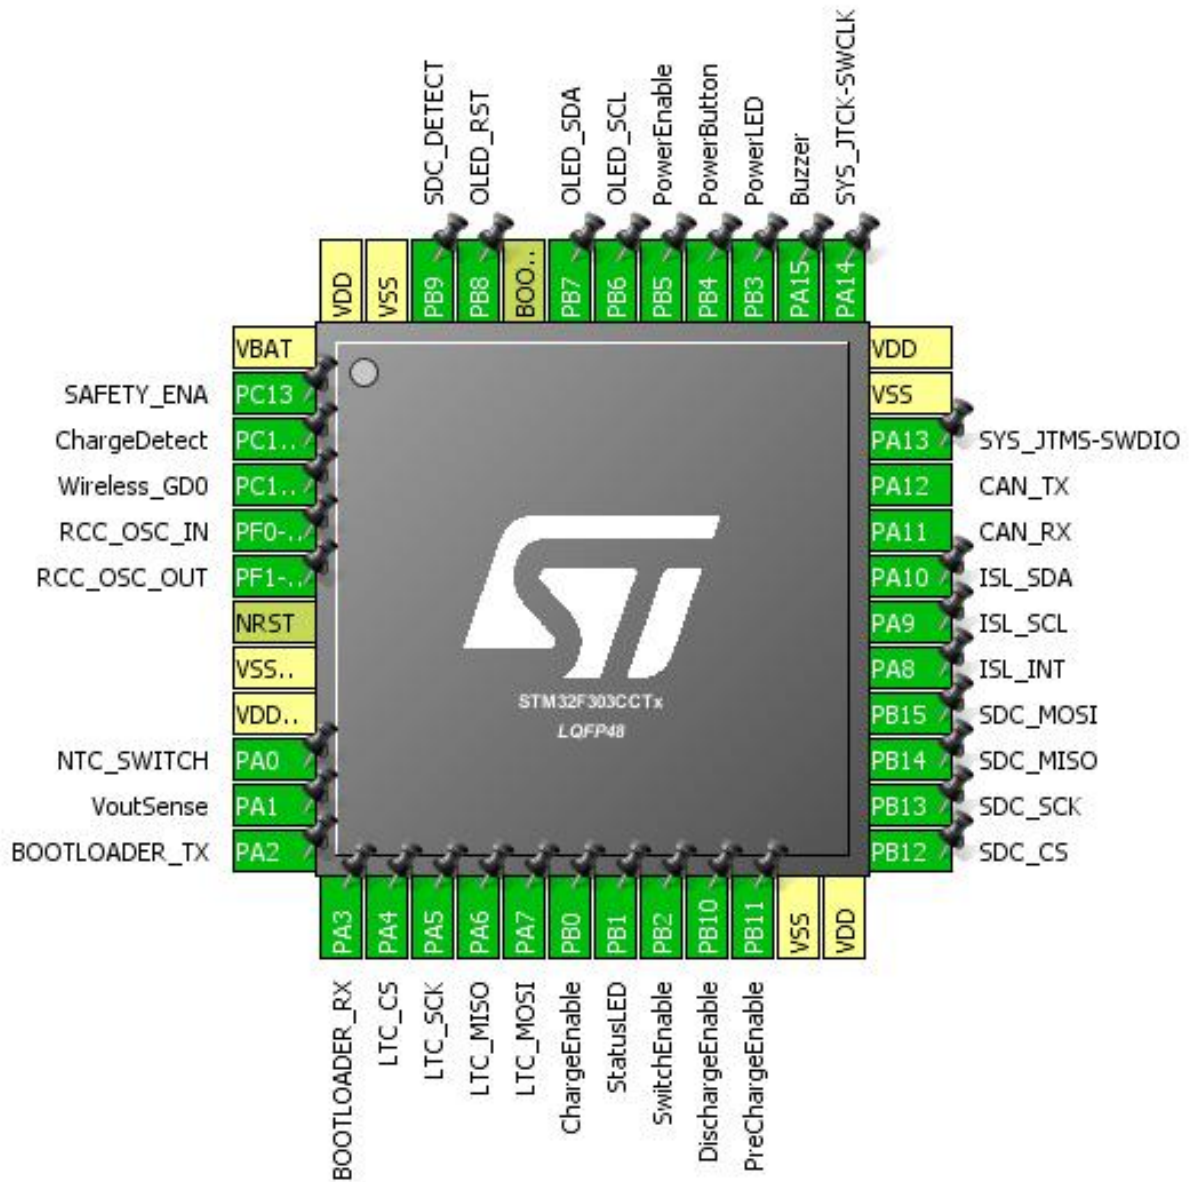 SDC_DETECT
OLED_RST
OLED_SDA
OLED_SCL
PowerEnable
PowerButton
PowerLED
Buzzer
SYS_JTCK-SWCLK
VDD
VSS
PB9
PB8
BOO..
PB7
PB6
PB5
PB4
PB3
PA15
PA14
VBAT
SAFETY_ENA PC13
ChargeDetect PC1..
Wireless_GD0 PC1..
RCC_OSC_IN PF0-..
RCC_OSC_OUT PF1-..
NRST
VSS..
VDD..
NTC_SWITCH PA0
VoutSense PA1
BOOTLOADER_TX PA2
STM32F303CCTx
LQFP48
VDD
VSS
PA13 SYS_JTMS-SWDIO
PA12 CAN_TX
PA11 CAN_RX
PA10 ISL_SDA
PA9 ISL_SCL
PA8 ISL_INT
PB15 SDC_MOSI
PB14 SDC_MISO
PB13 SDC_SCK
PB12 SDC_CS
PA3
PA4
PA5
PA6
PA7
PB0
PB1
PB2
PB10
PB11
VSS
VDD
BOOTLOADER_RX
LTC_CS
LTC_SCK
LTC_MISO
LTC_MOSI
ChargeEnable
StatusLED
SwitchEnable
DischargeEnable
PreChargeEnable